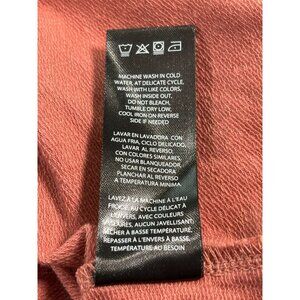 MACHINE WASH IN COLD
WATER, AT DELICATE CYCLE,
WASH WITH LIKE COLORS,
WASH INSIDE OUT,
DO NOT BLEACH,
TUMBLE DRY LOW,
COOL IRON ON REVERSE
SIDE IF NEEDED
LAVAR EN LAVADORA CON
AGUA FRIA, CICLO DELICADO,
LAVAR AL REVERSO,
CON COLORES SIMILARES,
NO USAR BLANQUEADOR,
SECAR EN SECADORA
PLANCHAR AL REVERSO
A TEMPERATURA MINIMA.
LAVEZ À LA MACHINE À L'EAU
FROIDE, AU CYCLE DÉLICAT À
L'ENVERS, AVEC COULEURS
SIMILAIRES, AUCUN JAVELLISANT
SÉCHER À BASSE TEMPÉRATURE,
REPASSER À L'ENVERS À BASSE
TEMPÉRATURE AU BESOIN